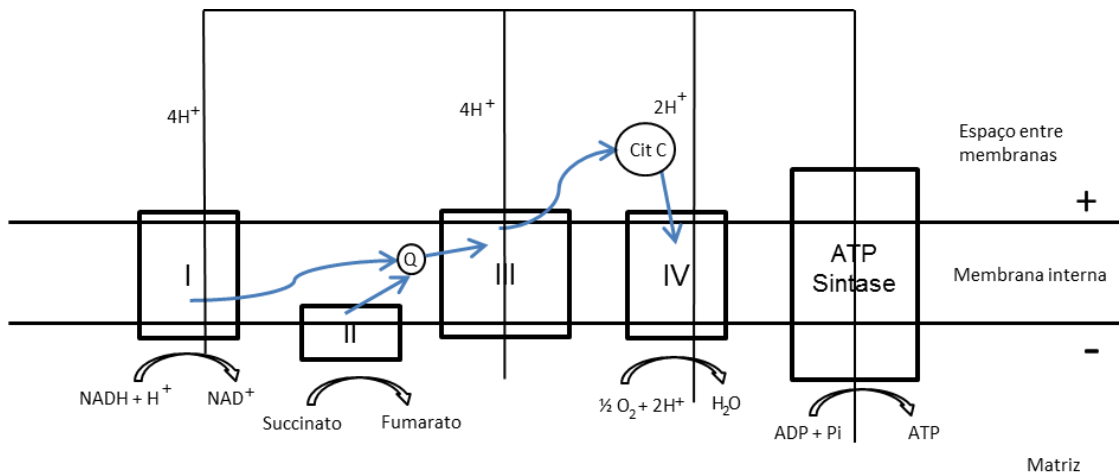 4H⁺
4H⁺
2H⁺
Cit C
Espaço entre
membranas
+
I
Q
III
IV
ATP
Sintase
Membrana interna
II
-
NADH + H⁺
NAD⁺
Succinato
Fumarato
½ O₂ + 2H⁺
H₂O
ADP + Pi
ATP
Matriz